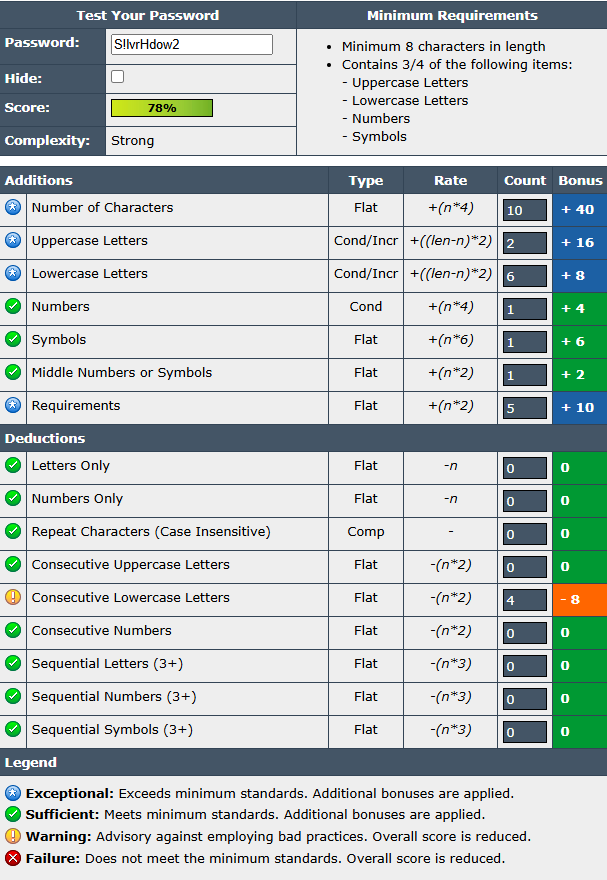 Test Your Password
Minimum Requirements
Password: S!lvrHdow2
Hide:
Score: 78%
Complexity: Strong
• Minimum 8 characters in length
• Contains 3/4 of the following items:
- Uppercase Letters
- Lowercase Letters
- Numbers
- Symbols
Additions Type Rate Count Bonus
Number of Characters Flat +(n*4) 10 + 40
Uppercase Letters Cond/Incr +((len-n)*2) 2 + 16
Lowercase Letters Cond/Incr +((len-n)*2) 6 + 8
Numbers Cond +(n*4) 1 + 4
Symbols Flat +(n*6) 1 + 6
Middle Numbers or Symbols Flat +(n*2) 1 + 2
Requirements Flat +(n*2) 5 + 10
Deductions
Letters Only Flat -n 0 0
Numbers Only Flat -n 0 0
Repeat Characters (Case Insensitive) Comp - 0 0
Consecutive Uppercase Letters Flat -(n*2) 0 0
Consecutive Lowercase Letters Flat -(n*2) 4 - 8
Consecutive Numbers Flat -(n*2) 0 0
Sequential Letters (3+) Flat -(n*3) 0 0
Sequential Numbers (3+) Flat -(n*3) 0 0
Sequential Symbols (3+) Flat -(n*3) 0 0
Legend
Exceptional: Exceeds minimum standards. Additional bonuses are applied.
Sufficient: Meets minimum standards. Additional bonuses are applied.
Warning: Advisory against employing bad practices. Overall score is reduced.
Failure: Does not meet the minimum standards. Overall score is reduced.